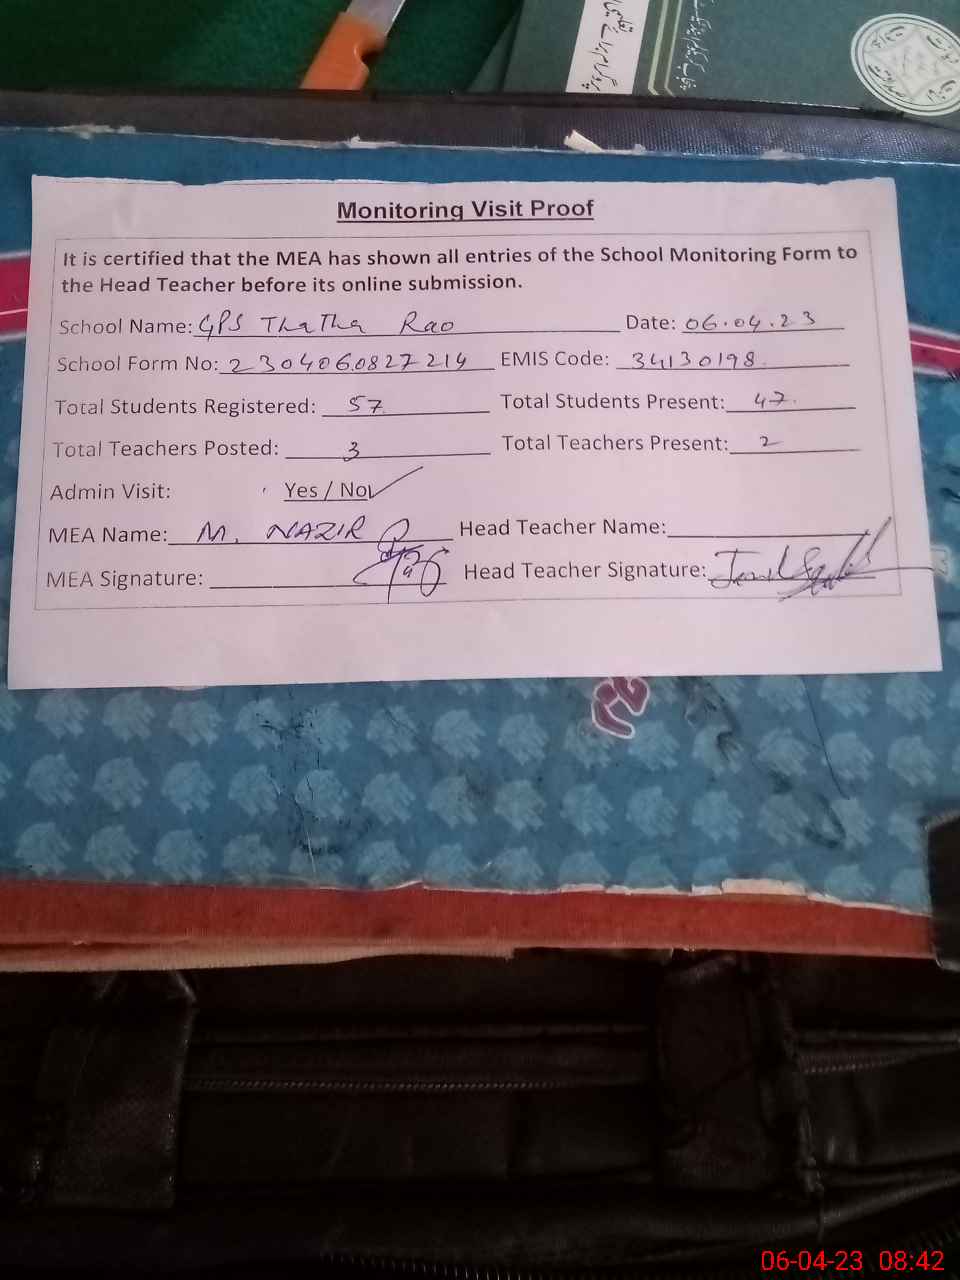 Monitoring Visit Proof
It is certified that the MEA has shown all entries of the School Monitoring Form to
the Head Teacher before its online submission.
School Name: GPS ThaTha Rao Date: 06.04.23
School Form No: 2304060827214 EMIS Code: 34130198
Total Students Registered: 57 Total Students Present: 47
Total Teachers Posted: 3 Total Teachers Present: 2
Admin Visit: Yes / No ✓
MEA Name: M. NAZIR Head Teacher Name:
MEA Signature: Head Teacher Signature:
06-04-23 08:42